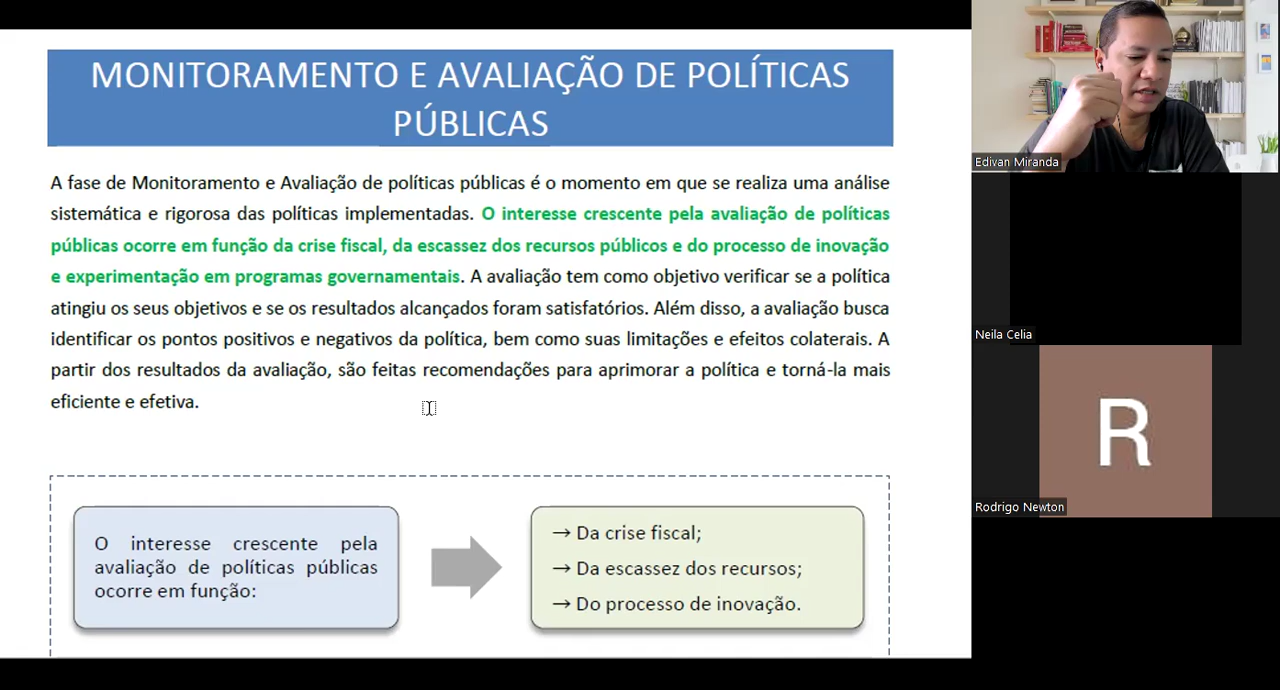 MONITORAMENTO E AVALIAÇÃO DE POLÍTICAS
PÚBLICAS
A fase de Monitoramento e Avaliação de políticas públicas é o momento em que se realiza uma análise
sistemática e rigorosa das políticas implementadas. O interesse crescente pela avaliação de políticas
públicas ocorre em função da crise fiscal, da escassez dos recursos públicos e do processo de inovação
e experimentação em programas governamentais. A avaliação tem como objetivo verificar se a política
atingiu os seus objetivos e se os resultados alcançados foram satisfatórios. Além disso, a avaliação busca
identificar os pontos positivos e negativos da política, bem como suas limitações e efeitos colaterais. A
partir dos resultados da avaliação, são feitas recomendações para aprimorar a política e torná-la mais
eficiente e efetiva.
O interesse crescente pela
avaliação de políticas públicas
ocorre em função:
→ Da crise fiscal;
→ Da escassez dos recursos;
→ Do processo de inovação.
Edivan Miranda
Neila Celia
R
Rodrigo Newton